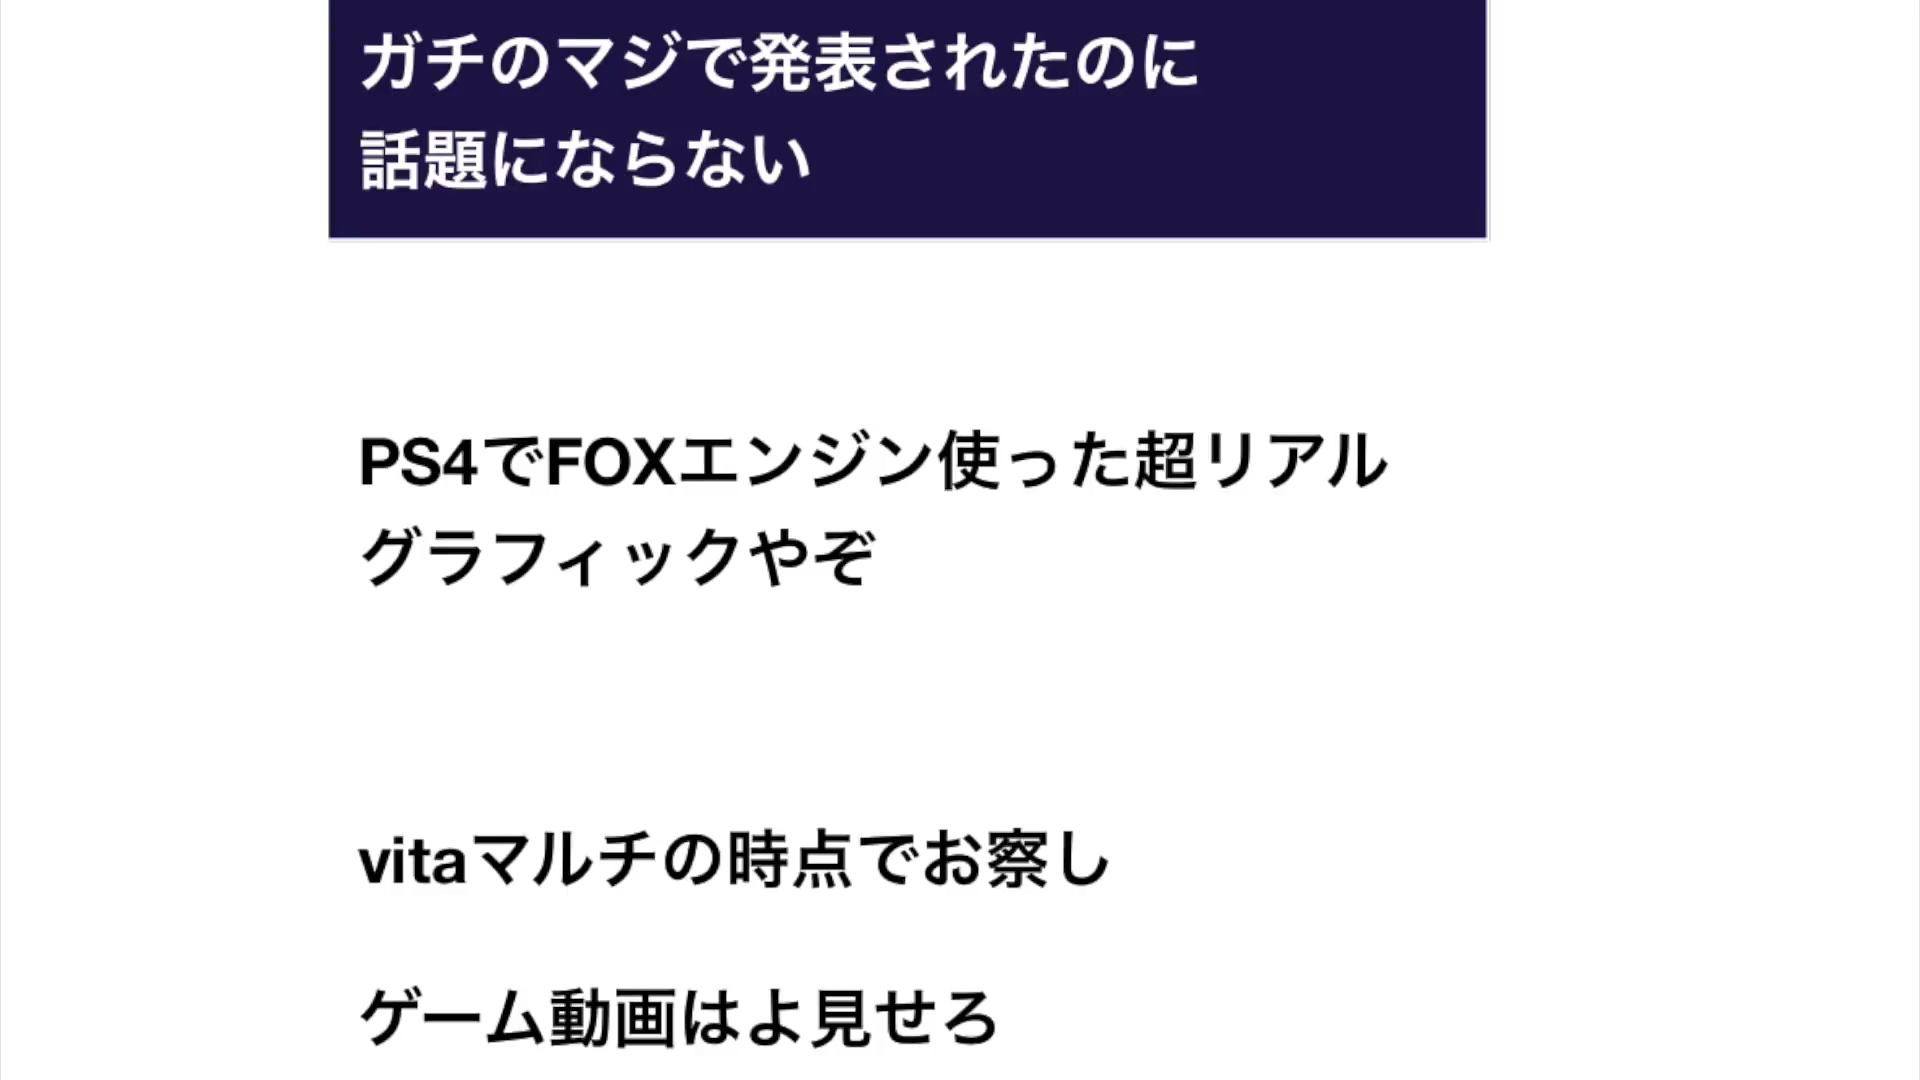 ガチのマジで発表されたのに
話題にならない
PS4でFOXエンジン使った超リアル
グラフィックやぞ
vitaマルチの時点でお察し
ゲーム動画はよ見せろ